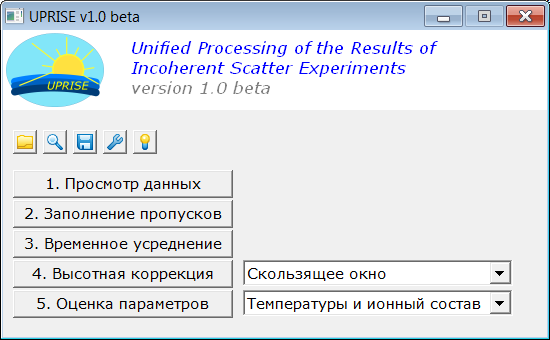 UPRISE v1.0 beta
Unified Processing of the Results of
Incoherent Scatter Experiments
version 1.0 beta
UPRISE
1. Просмотр данных
2. Заполнение пропусков
3. Временное усреднение
4. Высотная коррекция
Скользящее окно
5. Оценка параметров
Температуры и ионный состав